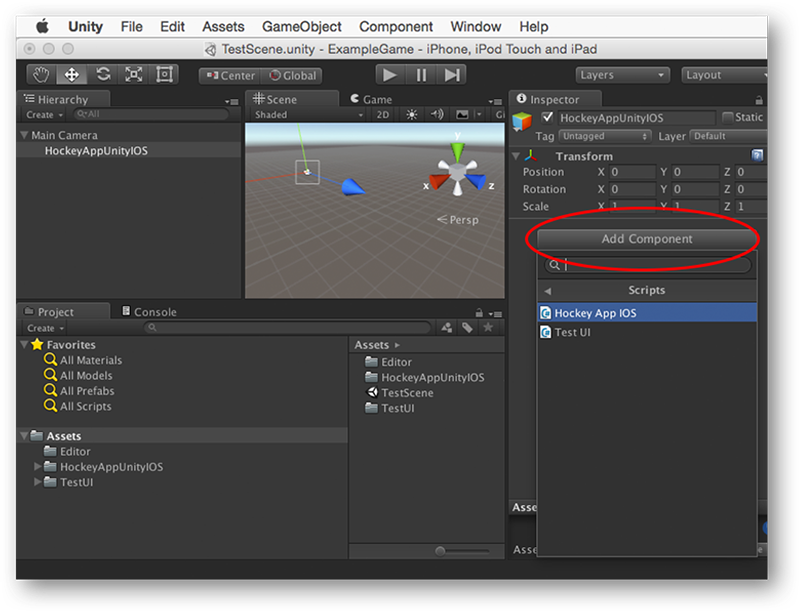 Unity File Edit Assets GameObject Component Window Help
TestScene.unity - ExampleGame - iPhone, iPod Touch and iPad
Center Global Layers Layout
Hierarchy
Create All
Main Camera
HockeyAppUnityIOS
Scene Game
Shaded 2D
y
x z
Persp
Inspector
HockeyAppUnityIOS Static
Tag Untagged Layer Default
Transform
Position X 0 Y 0 Z 0
Rotation X 0 Y 0 Z 0
Scale X 1 Y 1 Z 1
Add Component
Scripts
Hockey App IOS
Test UI
Project Console
Create
Favorites
All Materials
All Models
All Prefabs
All Scripts
Assets
Editor
HockeyAppUnityIOS
TestUI
Assets
Editor
HockeyAppUnityIOS
TestScene
TestUI
Asse
Asse